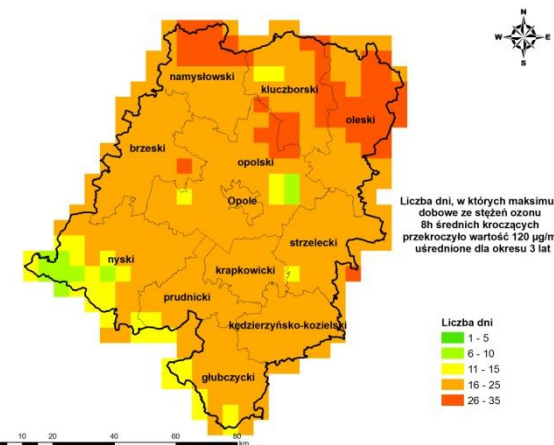 N
W E
S
namysłowski
kluczborski
oleski
brzeski
opolski
Opole
Liczba dni, w których maksimu
dobowe ze stężeń ozonu
8h średnich kroczących
przekroczyło wartość 120 µg/m
uśrednione dla okresu 3 lat
strzelecki
nyski
krapkowicki
prudnicki
kędzierzyńsko-kozielski
Liczba dni
1 - 5
6 - 10
11 - 15
16 - 25
26 - 35
głubczycki
10 20 40 60 80
km